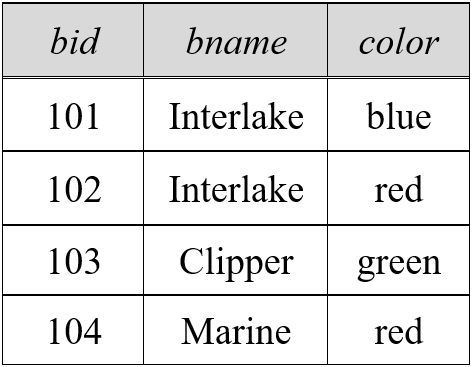 bid bname color
101 Interlake blue
102 Interlake red
103 Clipper green
104 Marine red